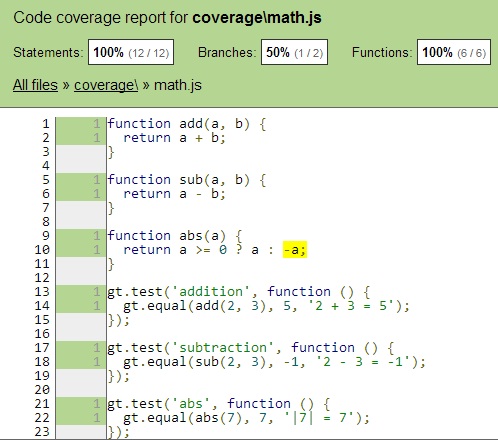 Code coverage report for coverage\math.js
Statements: 100% (12 / 12) Branches: 50% (1 / 2) Functions: 100% (6 / 6)
All files » coverage\ » math.js
1 1 function add(a, b) {
2 1 return a + b;
3 }
4
5 1 function sub(a, b) {
6 1 return a - b;
7 }
8
9 1 function abs(a) {
10 1 return a >= 0 ? a : -a;
11 }
12
13 1 gt.test('addition', function () {
14 1 gt.equal(add(2, 3), 5, '2 + 3 = 5');
15 });
16
17 1 gt.test('subtraction', function () {
18 1 gt.equal(sub(2, 3), -1, '2 - 3 = -1');
19 });
20
21 1 gt.test('abs', function () {
22 1 gt.equal(abs(7), 7, '|7| = 7');
23 });